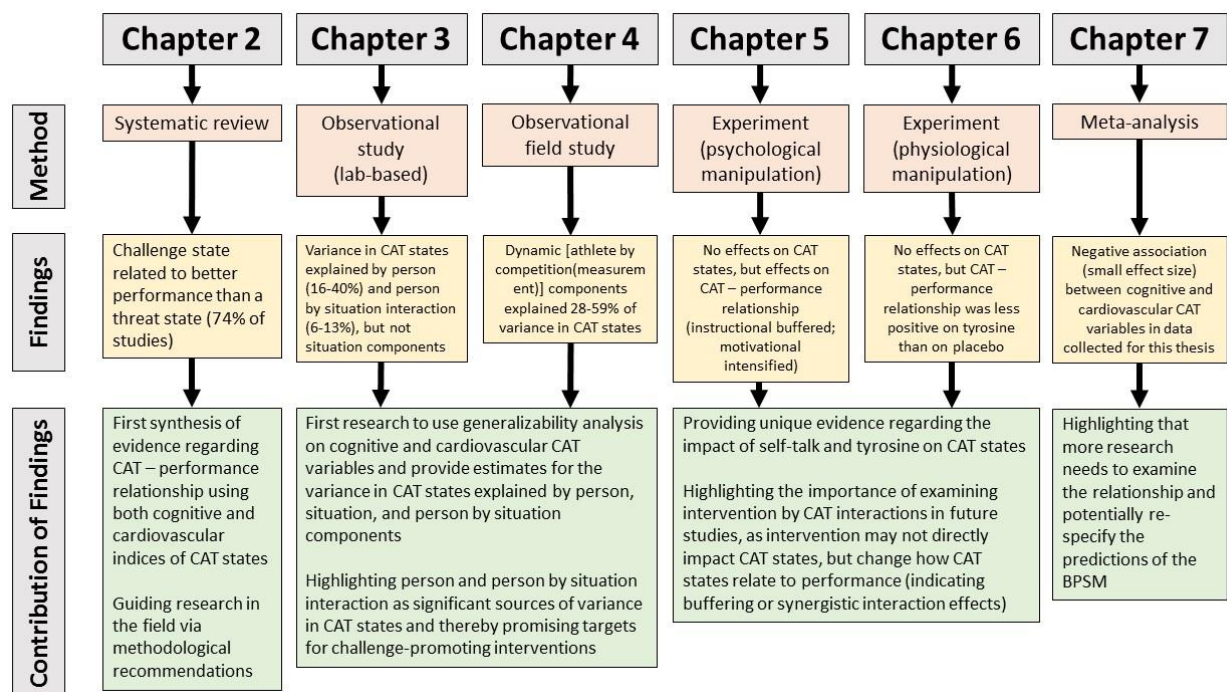 Chapter 2
Chapter 3
Chapter 4
Chapter 5
Chapter 6
Chapter 7
Method
Systematic review
Observational
study
(lab-based)
Observational
field study
Experiment
(psychological
manipulation)
Experiment
(physiological
manipulation)
Meta-analysis
Findings
Challenge state
related to better
performance than a
threat state (74% of
studies)
Variance in CAT states
explained by person
(16-40%) and person
by situation interaction
(6-13%), but not
situation components
Dynamic [athlete by
competition(measurem
ent)] components
explained 28-59% of
variance in CAT states
No effects on CAT
states, but effects on
CAT – performance
relationship
(instructional buffered;
motivational
intensified)
No effects on CAT
states, but CAT –
performance
relationship was less
positive on tyrosine
than on placebo
Negative association
(small effect size)
between cognitive and
cardiovascular CAT
variables in data
collected for this thesis
Contribution of Findings
First synthesis of
evidence regarding
CAT – performance
relationship using
both cognitive and
cardiovascular
indices of CAT states
Guiding research in
the field via
methodological
recommendations
First research to use generalizability analysis
on cognitive and cardiovascular CAT
variables and provide estimates for the
variance in CAT states explained by person,
situation, and person by situation
components
Highlighting person and person by situation
interaction as significant sources of variance
in CAT states and thereby promising targets
for challenge-promoting interventions
Providing unique evidence regarding the
impact of self-talk and tyrosine on CAT states
Highlighting the importance of examining
intervention by CAT interactions in future
studies, as intervention may not directly
impact CAT states, but change how CAT
states relate to performance (indicating
buffering or synergistic interaction effects)
Highlighting that
more research
needs to examine
the relationship and
potentially re-
specify the
predictions of the
BPSM